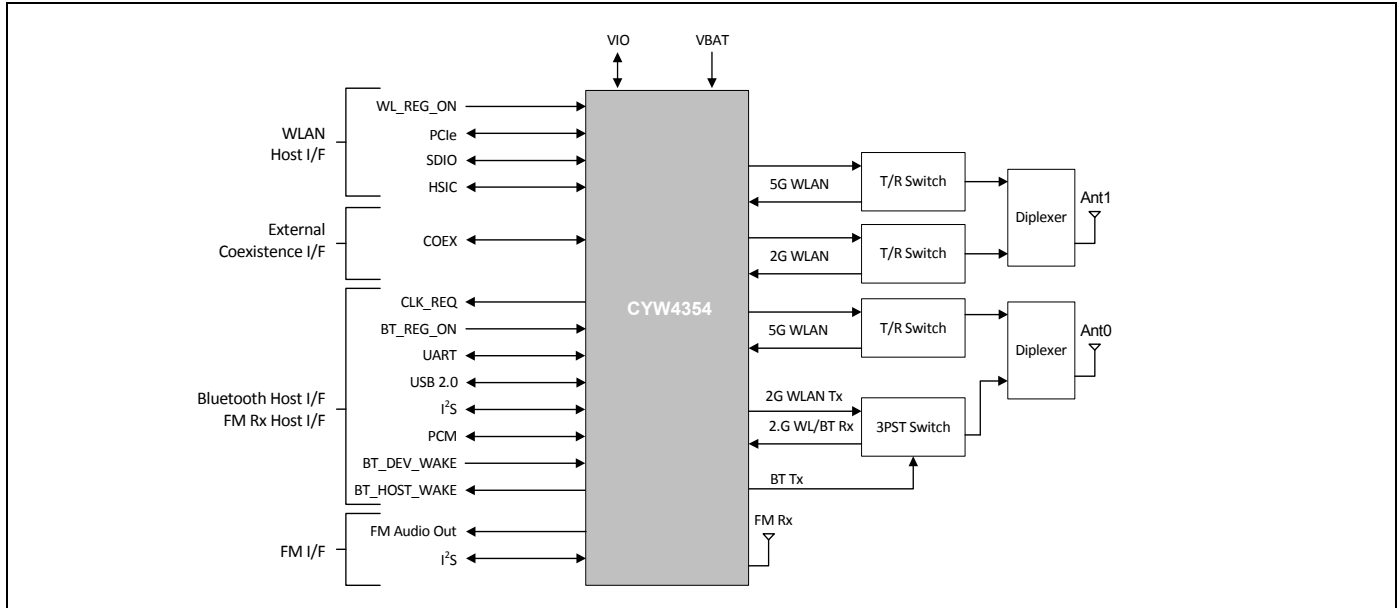 VIO
VBAT
WLAN
Host I/F
WL_REG_ON
PCIe
SDIO
HSIC
External
Coexistence I/F
COEX
Bluetooth Host I/F
FM Rx Host I/F
CLK_REQ
BT_REG_ON
UART
USB 2.0
I²S
PCM
BT_DEV_WAKE
BT_HOST_WAKE
FM I/F
FM Audio Out
I²S
CYW4354
5G WLAN
T/R Switch
2G WLAN
T/R Switch
Diplexer
Ant1
5G WLAN
T/R Switch
2G WLAN Tx
2.G WL/BT Rx
3PST Switch
BT Tx
Diplexer
Ant0
FM Rx